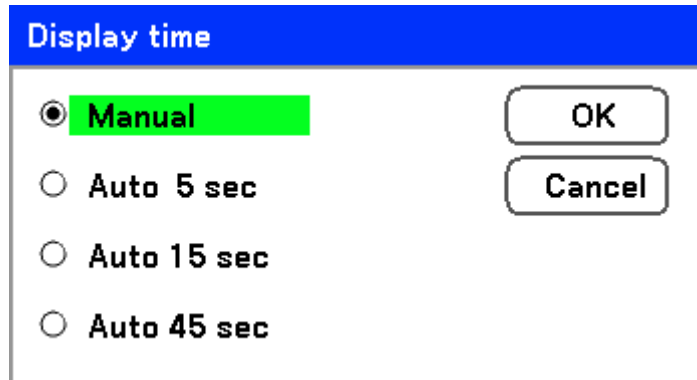 Display time
Manual
OK
Auto 5 sec
Cancel
Auto 15 sec
Auto 45 sec